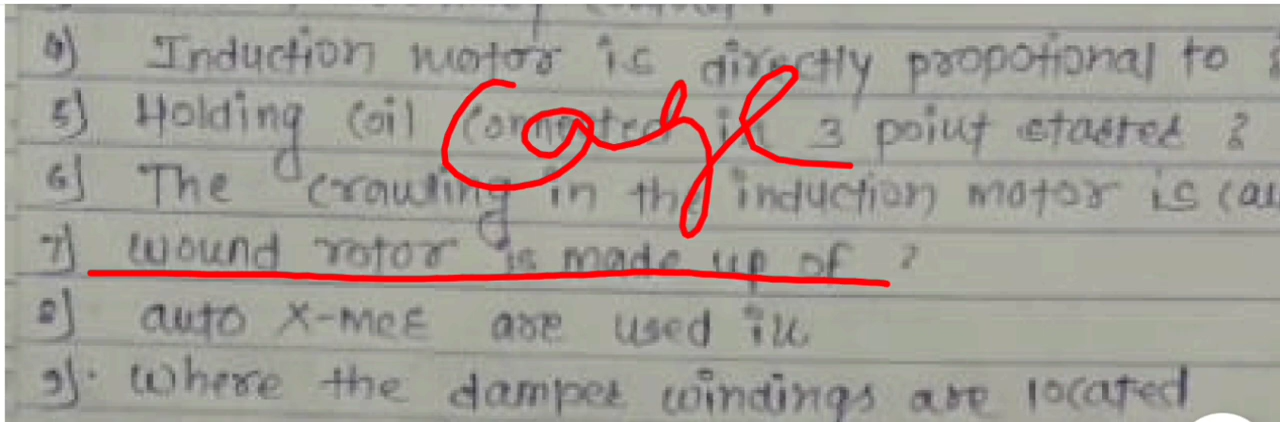 4) Induction motor is directly propotional to
5) Holding coil connected in 3 point starter ?
6) The crawling in the induction motor is
7) wound rotor is made up of ?
8) auto X-mer are used in
9). Where the damper windings are located